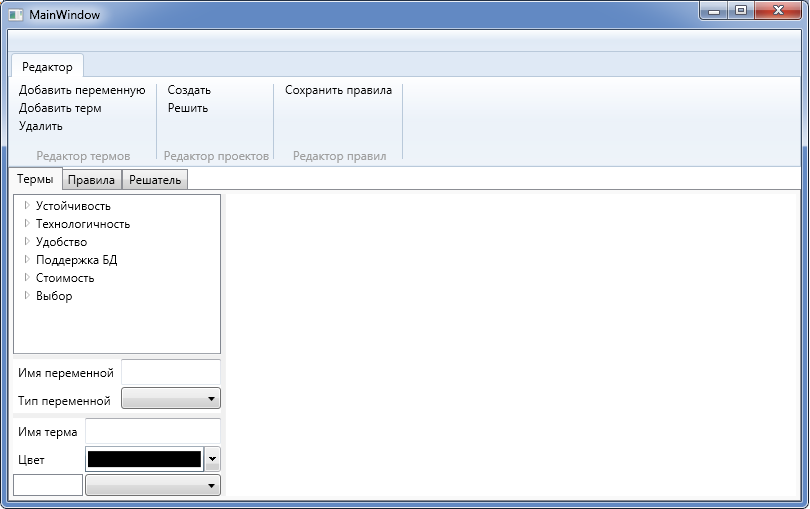 MainWindow
Редактор
Добавить переменную
Добавить терм
Удалить
Редактор термов
Создать
Решить
Редактор проектов
Сохранить правила
Редактор правил
Термы Правила Решатель
Устойчивость
Технологичность
Удобство
Поддержка БД
Стоимость
Выбор
Имя переменной
Тип переменной
Имя терма
Цвет